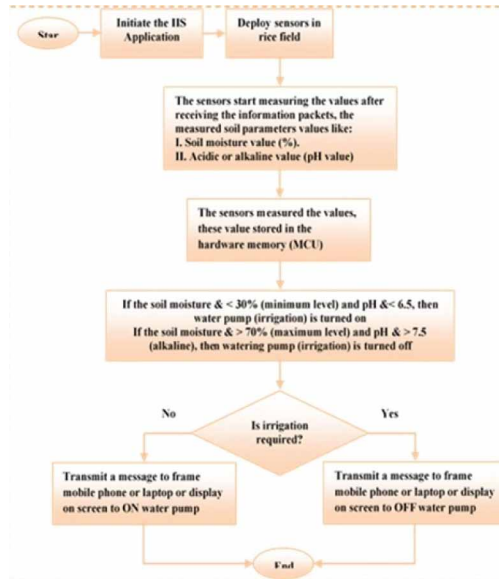 Star
Initiate the IIS
Application
Deploy sensors in
rice field
The sensors start measuring the values after
receiving the information packets, the
measured soil parameters values like:
I. Soil moisture value (%).
II. Acidic or alkaline value (pH value)
The sensors measured the values,
these value stored in the
hardware memory (MCU)
If the soil moisture & < 30% (minimum level) and pH &< 6.5, then
water pump (irrigation) is turned on
If the soil moisture & > 70% (maximum level) and pH & > 7.5
(alkaline), then watering pump (irrigation) is turned off
No
Is irrigation
required?
Yes
Transmit a message to frame
mobile phone or laptop or display
on screen to ON water pump
Transmit a message to frame
mobile phone or laptop or display
on screen to OFF water pump
End